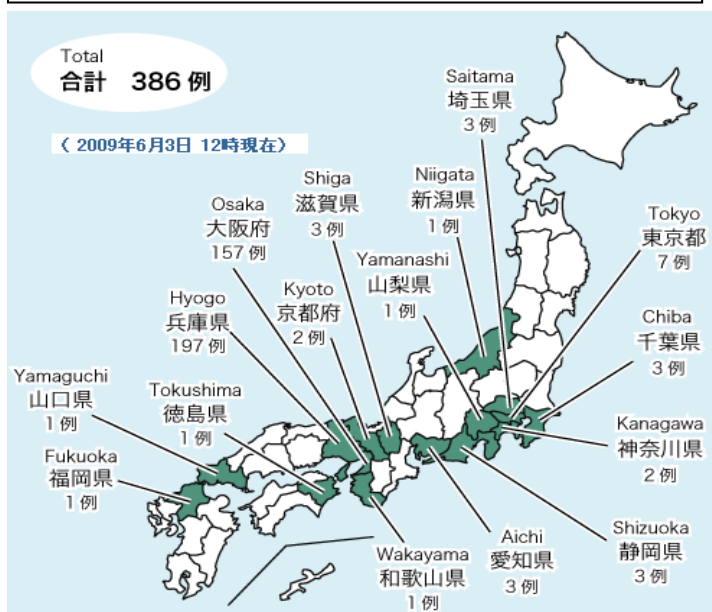 Total
合計 386 例
( 2009年6月3日 12時現在)
Saitama
埼玉県
3 例
Shiga
滋賀県
3 例
Niigata
新潟県
1 例
Osaka
大阪府
157 例
Tokyo
東京都
7 例
Yamanashi
山梨県
1 例
Kyoto
京都府
2 例
Hyogo
兵庫県
197 例
Chiba
千葉県
3 例
Yamaguchi
山口県
1 例
Tokushima
徳島県
1 例
Kanagawa
神奈川県
2 例
Fukuoka
福岡県
1 例
Shizuoka
静岡県
3 例
Aichi
愛知県
3 例
Wakayama
和歌山県
1 例